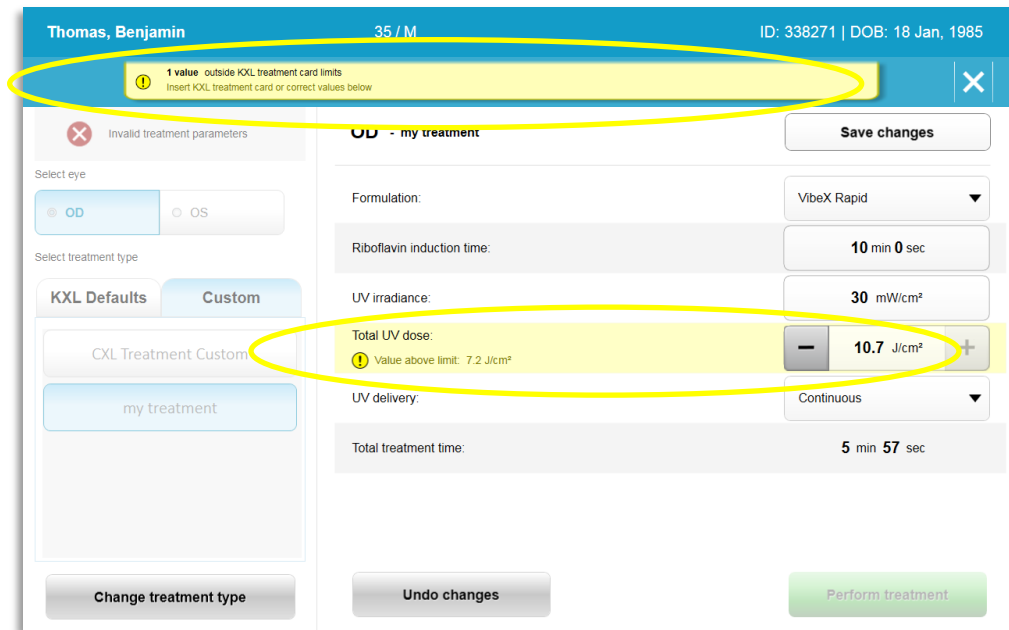 Thomas, Benjamin 35 / M ID: 338271 | DOB: 18 Jan, 1985
1 value outside KXL treatment card limits
Insert KXL treatment card or correct values below
Invalid treatment parameters
OD - my treatment
Save changes
Select eye
OD
OS
Select treatment type
KXL Defaults
Custom
CXL Treatment Custom
my treatment
Change treatment type
Formulation: VibeX Rapid
Riboflavin induction time: 10 min 0 sec
UV irradiance: 30 mW/cm²
Total UV dose: 10.7 J/cm²
Value above limit: 7.2 J/cm²
UV delivery: Continuous
Total treatment time: 5 min 57 sec
Undo changes
Perform treatment